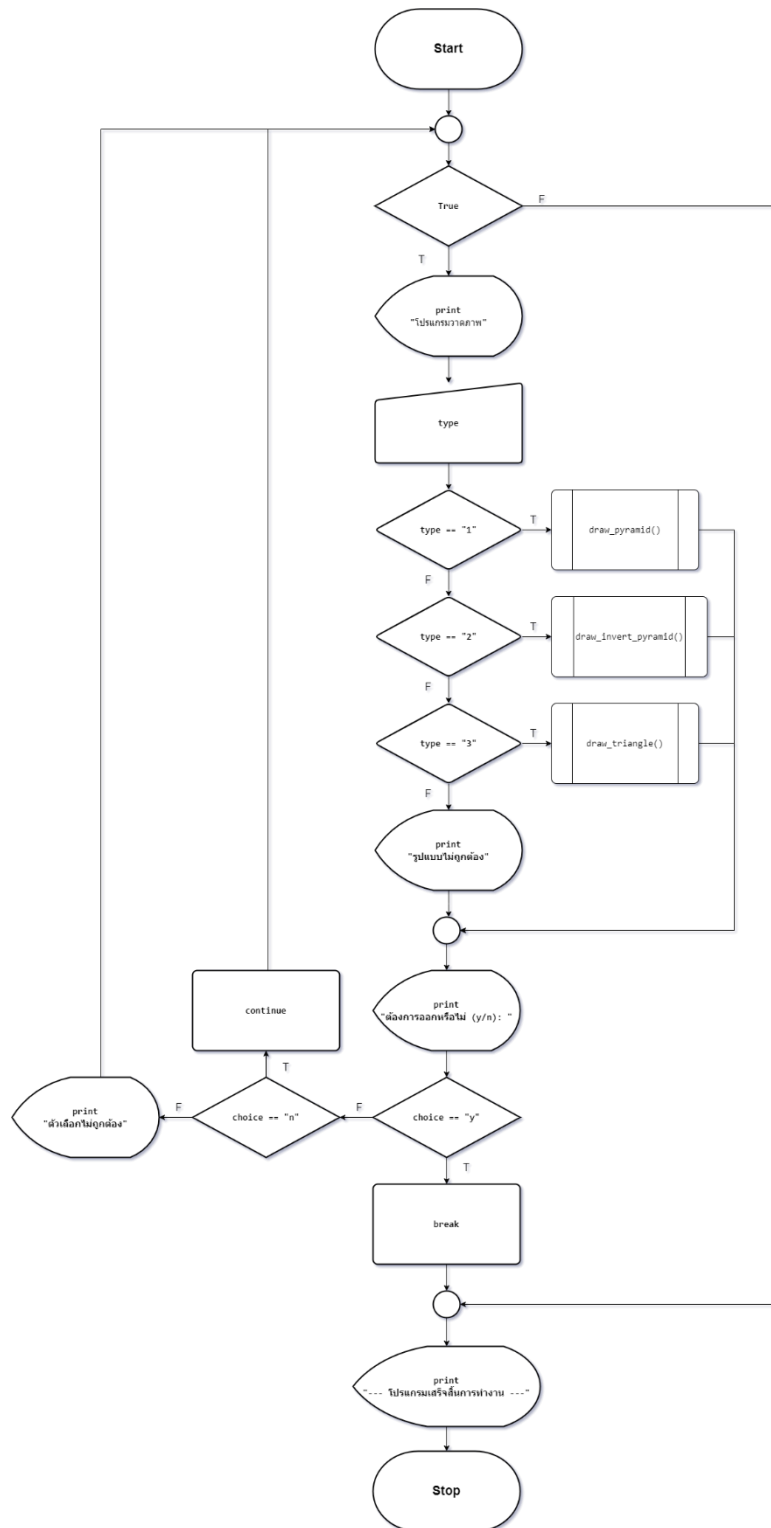 Start
True
F
T
print
"โปรแกรมวาดภาพ"
type
type == "1"
T
draw_pyramid()
F
type == "2"
T
draw_invert_pyramid()
F
type == "3"
T
draw_triangle()
F
print
"รูปแบบไม่ถูกต้อง"
print
"ต้องการออกหรือไม่ (y/n): "
continue
T
print
"ตัวเลือกไม่ถูกต้อง"
F
choice == "n"
F
choice == "y"
T
break
print
"--- โปรแกรมเสร็จสิ้นการทำงาน ---"
Stop